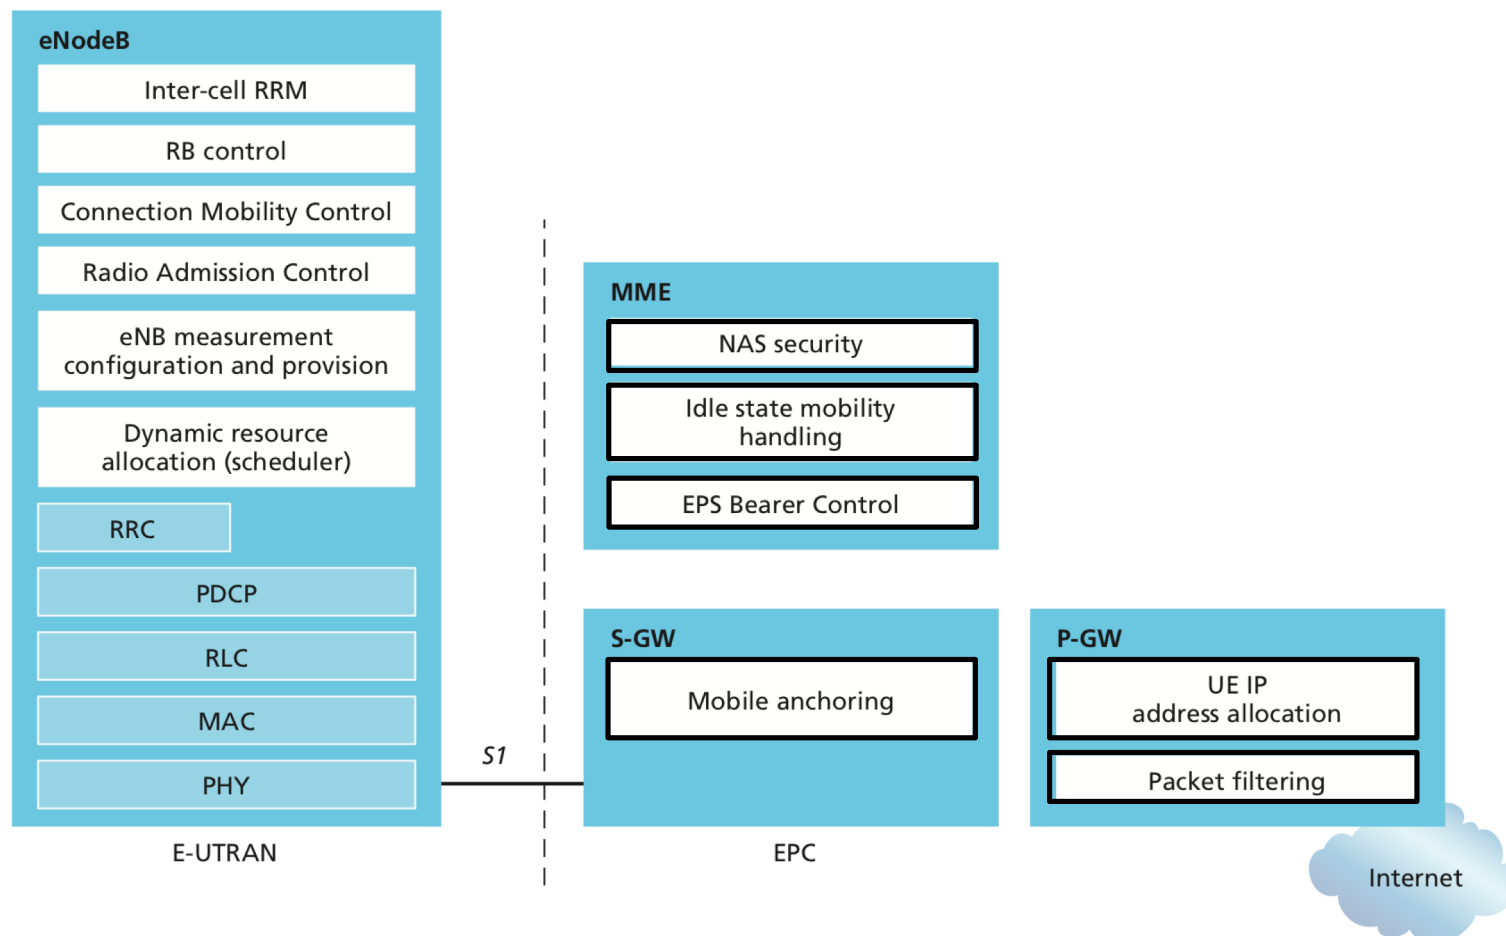 eNodeB
Inter-cell RRM
RB control
Connection Mobility Control
Radio Admission Control
eNB measurement
configuration and provision
Dynamic resource
allocation (scheduler)
RRC
PDCP
RLC
MAC
PHY
E-UTRAN
S1
MME
NAS security
Idle state mobility
handling
EPS Bearer Control
S-GW
Mobile anchoring
EPC
P-GW
UE IP
address allocation
Packet filtering
Internet